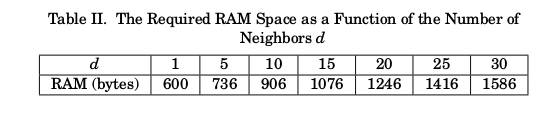 Table II. The Required RAM Space as a Function of the Number of
Neighbors d
d 1 5 10 15 20 25 30
RAM (bytes) 600 736 906 1076 1246 1416 1586